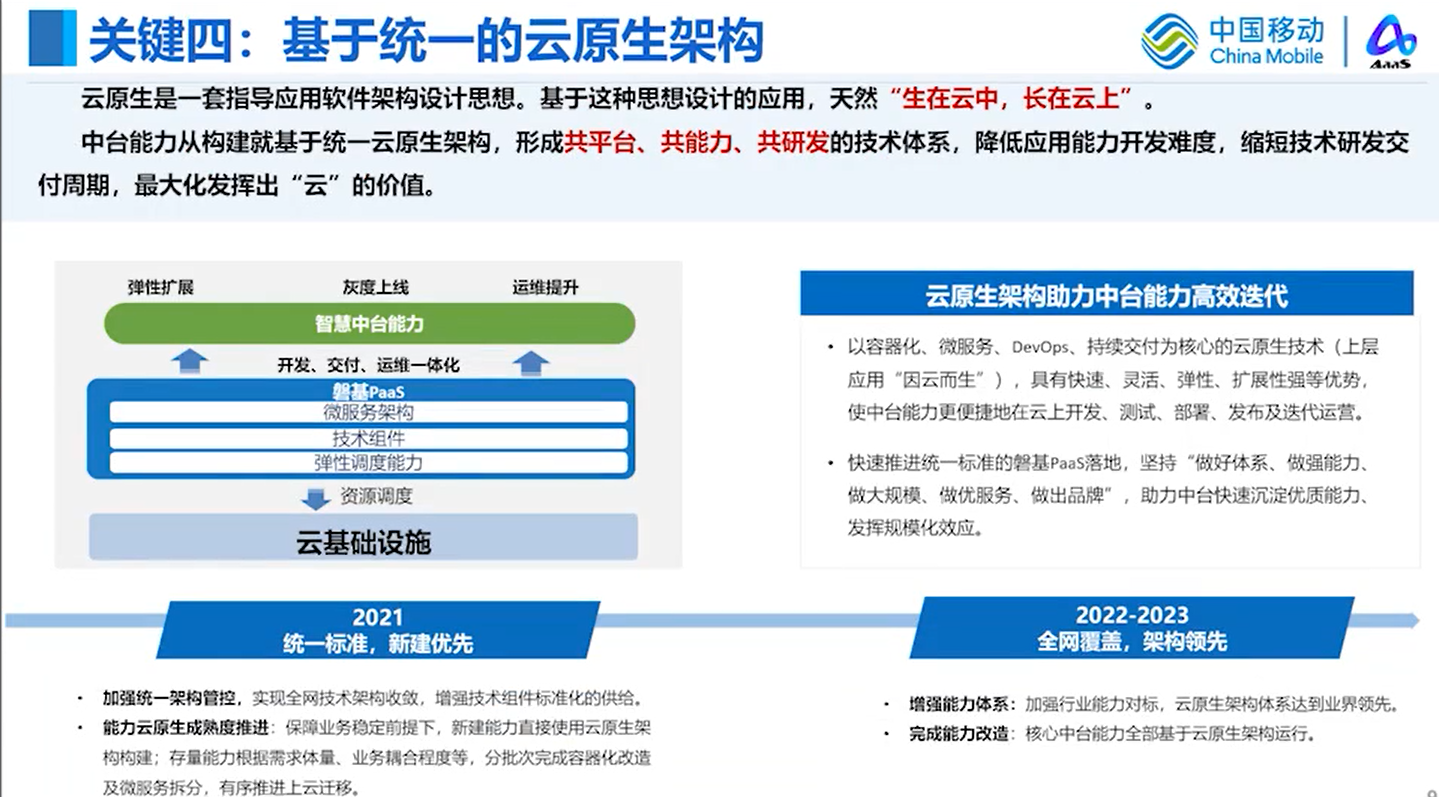 关键四：基于统一的云原生架构
中国移动
China Mobile
AaaS
云原生是一套指导应用软件架构设计思想。基于这种思想设计的应用，天然“生在云中，长在云上”。
中台能力从构建就基于统一云原生架构，形成共平台、共能力、共研发的技术体系，降低应用能力开发难度，缩短技术研发交
付周期，最大化发挥出“云”的价值。
弹性扩展 灰度上线 运维提升
智慧中台能力
开发、交付、运维一体化
磐基PaaS
微服务架构
技术组件
弹性调度能力
资源调度
云基础设施
云原生架构助力中台能力高效迭代
• 以容器化、微服务、DevOps、持续交付为核心的云原生技术（上层
应用“因云而生”），具有快速、灵活、弹性、扩展性强等优势，
使中台能力更便捷地在云上开发、测试、部署、发布及迭代运营。
• 快速推进统一标准的磐基PaaS落地，坚持“做好体系、做强能力、
做大规模、做优服务、做出品牌”，助力中台快速沉淀优质能力、
发挥规模化效应。
2021
统一标准，新建优先
• 加强统一架构管控，实现全网技术架构收敛，增强技术组件标准化的供给。
• 能力云原生成熟度推进：保障业务稳定前提下，新建能力直接使用云原生架
构构建；存量能力根据需求体量、业务耦合程度等，分批次完成容器化改造
及微服务拆分，有序推进上云迁移。
2022-2023
全网覆盖，架构领先
• 增强能力体系：加强行业能力对标，云原生架构体系达到业界领先。
• 完成能力改造：核心中台能力全部基于云原生架构运行。